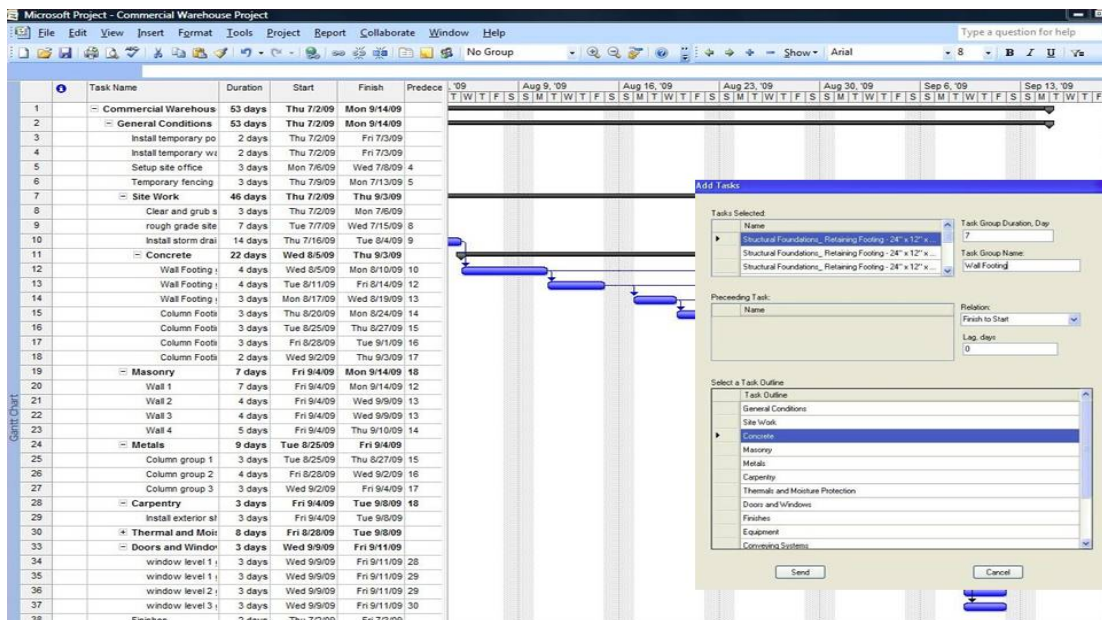 Microsoft Project - Commercial Warehouse Project
File Edit View Insert Format Tools Project Report Collaborate Window Help Type a question for help
No Group Show Arial 8 B I U
Task Name Duration Start Finish Predece , '09 Aug 9, '09 Aug 16, '09 Aug 23, '09 Aug 30, '09 Sep 6, '09 Sep 13, '09
T W T F S S M T W T F S S M T W T F S S M T W T F S S M T W T F S S M T W T F S S M T W T F
1 Commercial Warehous 53 days Thu 7/2/09 Mon 9/14/09
2 General Conditions 53 days Thu 7/2/09 Mon 9/14/09
3 Install temporary po 2 days Thu 7/2/09 Fri 7/3/09
4 Install temporary wa 2 days Thu 7/2/09 Fri 7/3/09
5 Setup site office 3 days Mon 7/6/09 Wed 7/8/09 4
6 Temporary fencing 3 days Thu 7/9/09 Mon 7/13/09 5
7 Site Work 46 days Thu 7/2/09 Thu 9/3/09
8 Clear and grub s 3 days Thu 7/2/09 Mon 7/6/09
9 rough grade site 7 days Tue 7/7/09 Wed 7/15/09 8
10 Install storm drai 14 days Thu 7/16/09 Tue 8/4/09 9
11 Concrete 22 days Wed 8/5/09 Thu 9/3/09
12 Wall Footing 4 days Wed 8/5/09 Mon 8/10/09 10
13 Wall Footing 4 days Tue 8/11/09 Fri 8/14/09 12
14 Wall Footing 3 days Mon 8/17/09 Wed 8/19/09 13
15 Column Footi 3 days Thu 8/20/09 Mon 8/24/09 14
16 Column Footi 3 days Tue 8/25/09 Thu 8/27/09 15
17 Column Footi 3 days Fri 8/28/09 Tue 9/1/09 16
18 Column Footi 2 days Wed 9/2/09 Thu 9/3/09 17
19 Masonry 7 days Fri 9/4/09 Mon 9/14/09 18
20 Wall 1 7 days Fri 9/4/09 Mon 9/14/09 12
21 Wall 2 4 days Fri 9/4/09 Wed 9/9/09 13
22 Wall 3 4 days Fri 9/4/09 Wed 9/9/09 13
23 Wall 4 5 days Fri 9/4/09 Thu 9/10/09 14
24 Metals 9 days Tue 8/25/09 Fri 9/4/09
25 Column group 1 3 days Tue 8/25/09 Thu 8/27/09 15
26 Column group 2 4 days Fri 8/28/09 Wed 9/2/09 16
27 Column group 3 3 days Wed 9/2/09 Fri 9/4/09 17
28 Carpentry 3 days Fri 9/4/09 Tue 9/8/09 18
29 Install exterior sh 3 days Fri 9/4/09 Tue 9/8/09
30 Thermal and Mois 8 days Fri 8/28/09 Tue 9/8/09
33 Doors and Window 3 days Wed 9/9/09 Fri 9/11/09
34 window level 1 3 days Wed 9/9/09 Fri 9/11/09 28
35 window level 1 3 days Wed 9/9/09 Fri 9/11/09 29
36 window level 2 3 days Wed 9/9/09 Fri 9/11/09 29
37 window level 3 3 days Wed 9/9/09 Fri 9/11/09 30
38 Finishes 2 days Thu 7/2/09 Fri 7/3/09
Gantt Chart
Add Tasks
Tasks Selected:
Name
Structural Foundations_ Retaining Footing - 24" x 12" x ...
Structural Foundations_ Retaining Footing - 24" x 12" x ...
Structural Foundations_ Retaining Footing - 24" x 12" x ...
Task Group Duration, Day
7
Task Group Name:
Wall Footing
Preceeding Task:
Name
Relation:
Finish to Start
Lag, days
0
Select a Task Outline
Task Outline
General Conditions
Site Work
Concrete
Masonry
Metals
Carpentry
Thermals and Moisture Protection
Doors and Windows
Finishes
Equipment
Conveying Systems
Send Cancel